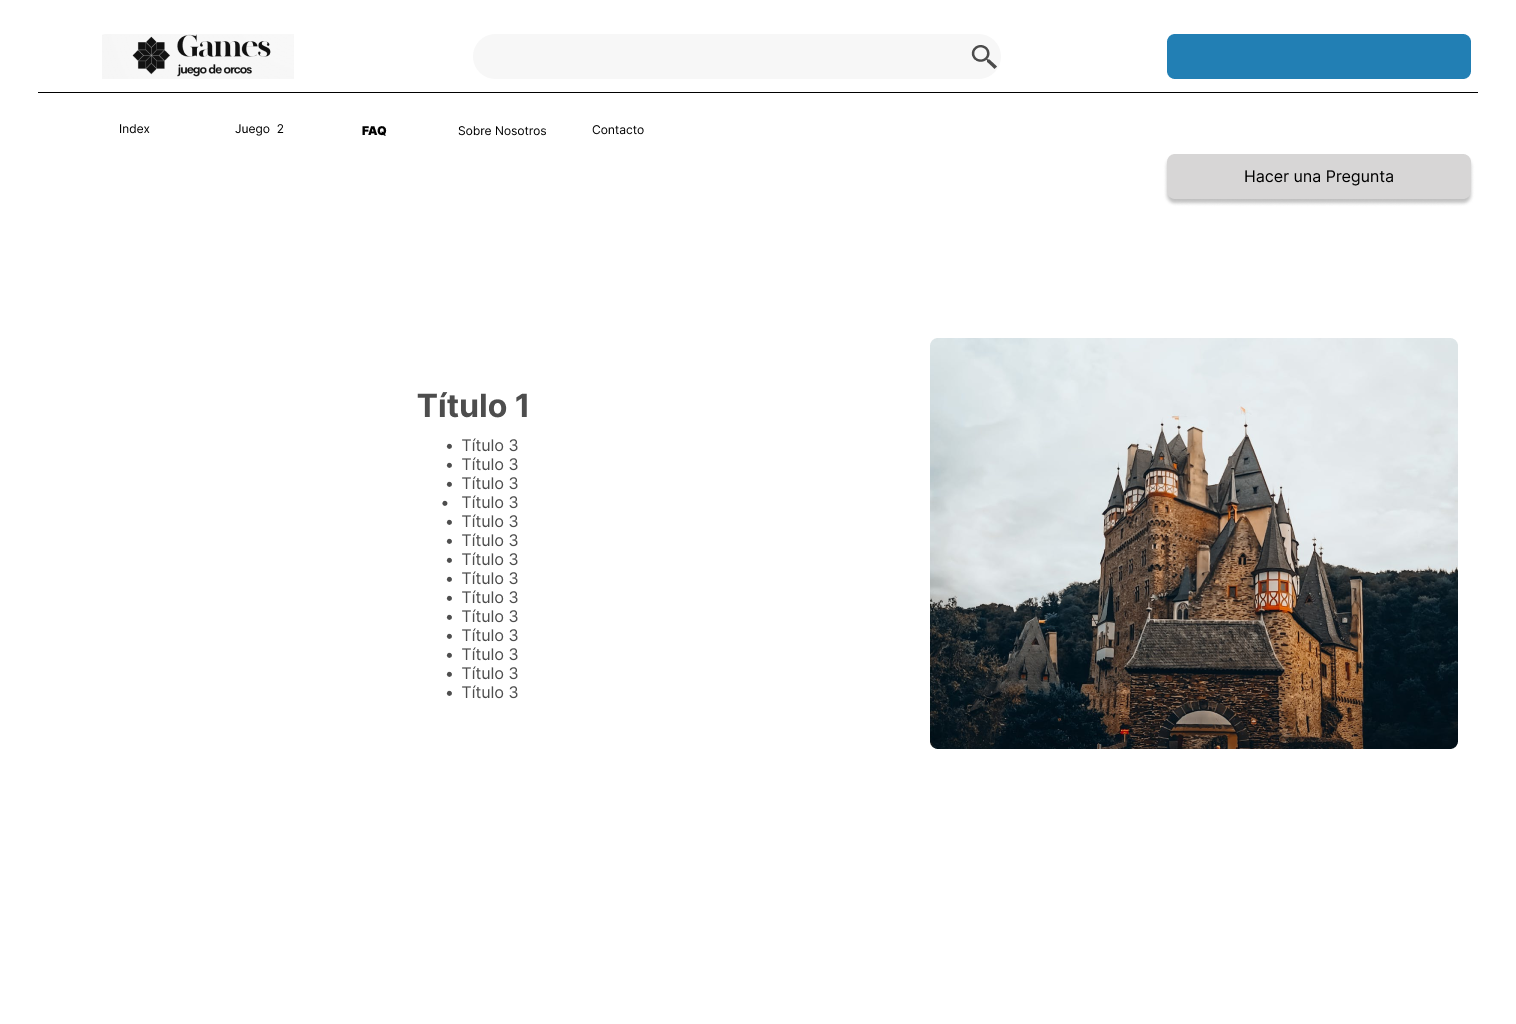 Games
juego de orcos
Index
Juego 2
FAQ
Sobre Nosotros
Contacto
Hacer una Pregunta
Título 1
• Título 3
• Título 3
• Título 3
• Título 3
• Título 3
• Título 3
• Título 3
• Título 3
• Título 3
• Título 3
• Título 3
• Título 3
• Título 3
• Título 3